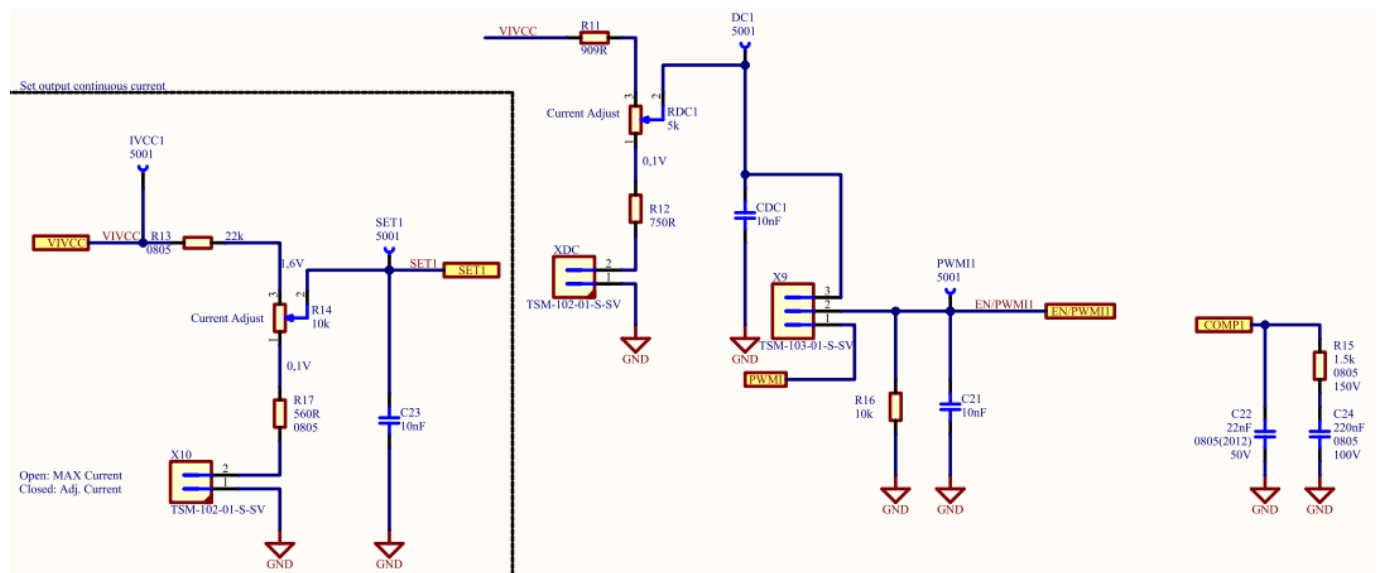 DC1
5001
VIVCC
R11
909R
Set output continuous current
3
2
Current Adjust
RDC1
5k
1
0,1V
IVCC1
5001
R12
750R
CDC1
10nF
VIVCC
VIVCC
R13
0805
22k
SET1
5001
SET1
SET1
1,6V
XDC
2
1
TSM-102-01-S-SV
X9
3
2
1
TSM-103-01-S-SV
PWMI1
5001
EN/PWMI1
EN/PWMI1
3
2
Current Adjust
R14
10k
1
0,1V
GND
GND
PWMI
COMP1
R15
1.5k
0805
150V
R17
560R
0805
C23
10nF
R16
10k
C21
10nF
C22
22nF
0805(2012)
50V
C24
220nF
0805
100V
X10
2
1
TSM-102-01-S-SV
Open: MAX Current
Closed: Adj. Current
GND
GND
GND
GND
GND
GND